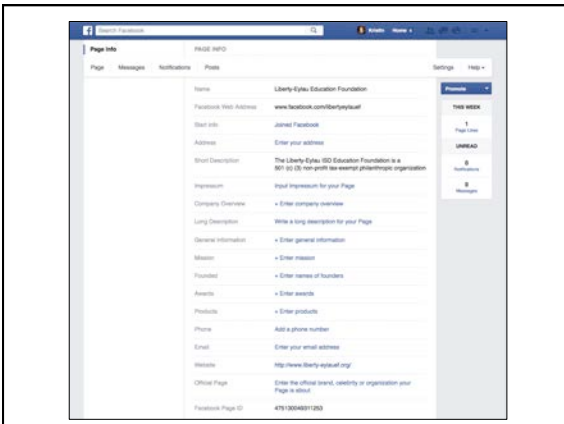 Search Facebook
Kristin Home
Page Info PAGE INFO
Page Messages Notifications Posts Settings Help
Name Liberty-Eylau Education Foundation
Promote
Facebook Web Address www.facebook.com/libertyeylauef
THIS WEEK
Start Info Joined Facebook
1
Page Likes
Address Enter your address
UNREAD
Short Description The Liberty-Eylau ISD Education Foundation is a
501 (c) (3) non-profit tax-exempt philanthropic organization
Notifications
Impressum Input Impressum for your Page
Messages
Company Overview + Enter company overview
Long Description Write a long description for your Page
General Information + Enter general information
Mission + Enter mission
Founded + Enter names of founders
Awards + Enter awards
Products + Enter products
Phone Add a phone number
Email Enter your email address
Website http://www.liberty-eylauef.org/
Official Page Enter the official brand, celebrity or organization your
Page is about
Facebook Page ID